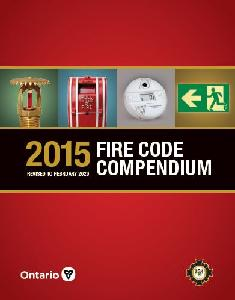 2015 FIRE CODE
COMPENDIUM
REVISED TO FEBRUARY 2020
Ontario